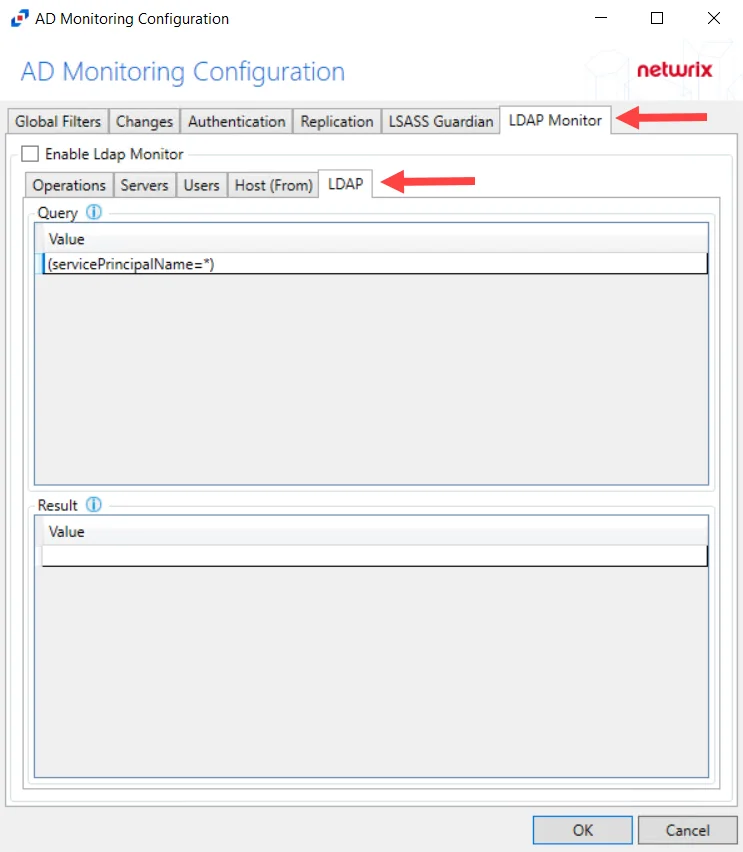 AD Monitoring Configuration
AD Monitoring Configuration
netwrix
Global Filters Changes Authentication Replication LSASS Guardian LDAP Monitor
Enable Ldap Monitor
Operations Servers Users Host (From) LDAP
Query
Value
(servicePrincipalName=*)
Result
Value
OK Cancel